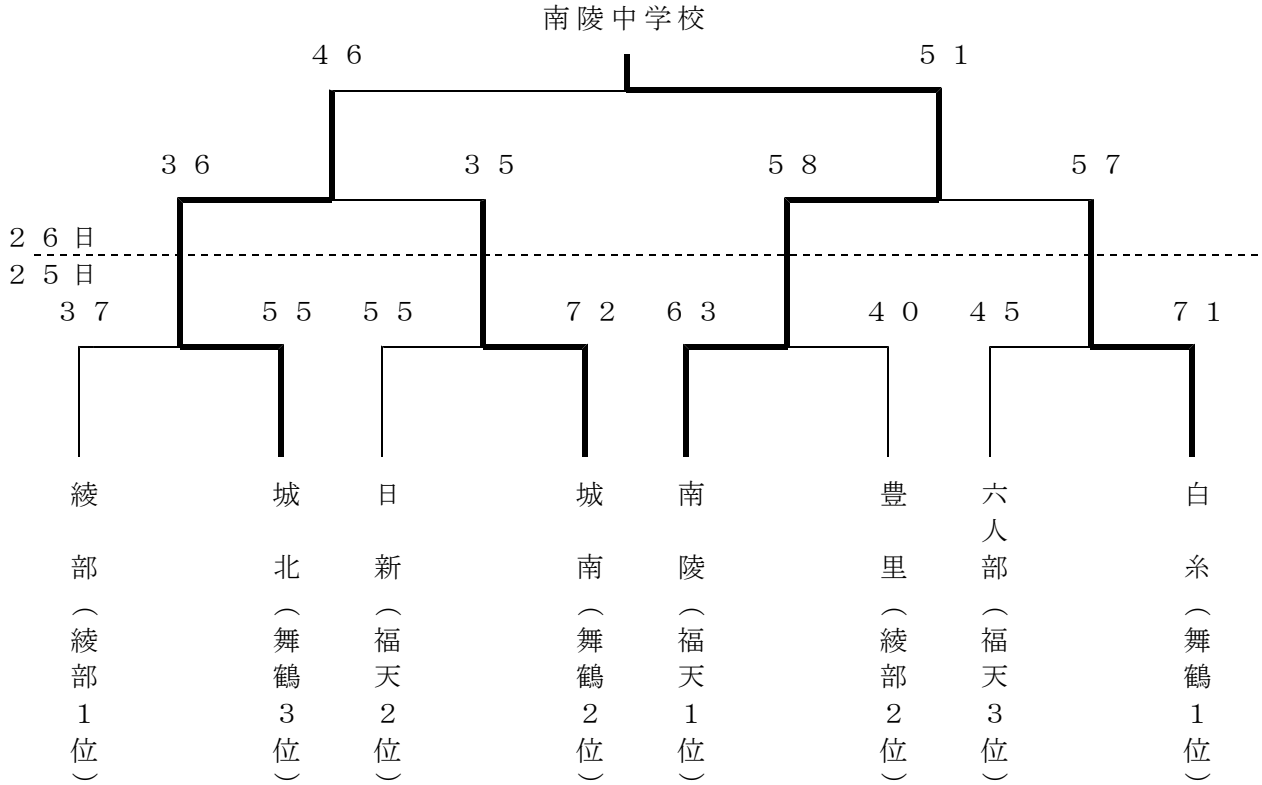 南陵中学校
４６
５１
３６
３５
５８
５７
２６日
２５日
３７
５５
５５
７２
６３
４０
４５
７１
綾部（綾部１位）
城北（舞鶴３位）
日新（福天２位）
城南（舞鶴２位）
南陵（福天１位）
豊里（綾部２位）
六人部（福天３位）
白糸（舞鶴１位）